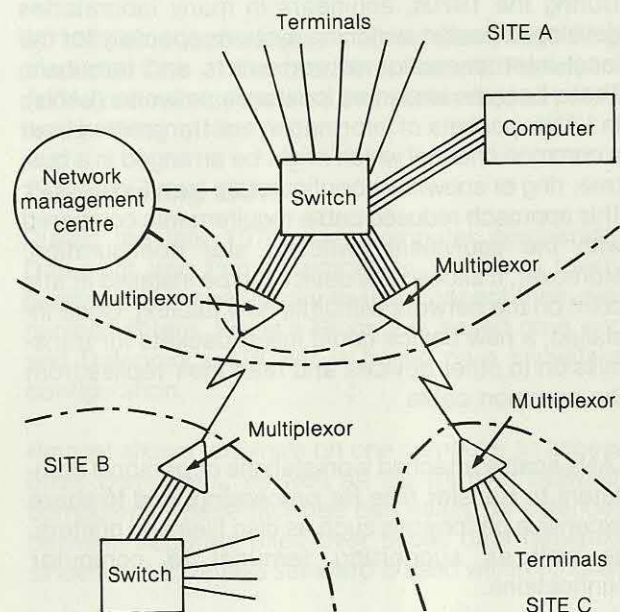 Terminals
SITE A
Computer
Network
management
centre
Switch
Multiplexor
Multiplexor
Multiplexor
Multiplexor
SITE B
Switch
Terminals
SITE C